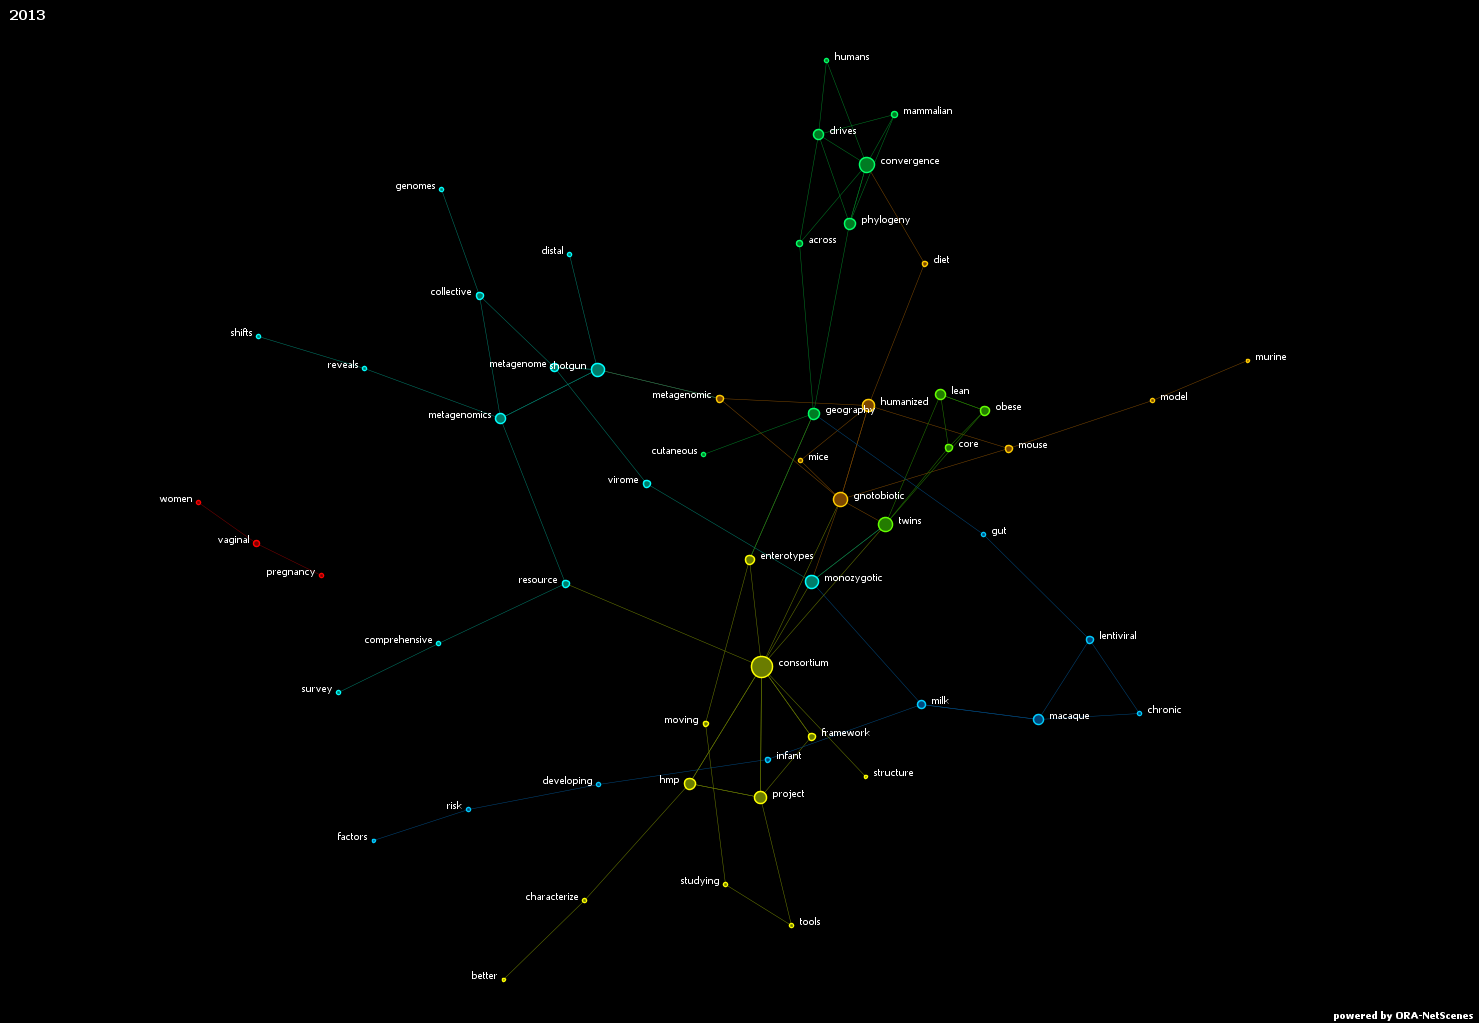 2013
humans
mammalian
drives
convergence
genomes
phylogeny
across
distal
diet
collective
shifts
murine
reveals
metagenome
shotgun
metagenomic
lean
model
humanized
obese
geography
metagenomics
core
mouse
cutaneous
mice
virome
gnotobiotic
women
twins
gut
vaginal
enterotypes
pregnancy
resource
monozygotic
comprehensive
lentiviral
consortium
survey
milk
chronic
macaque
moving
framework
infant
structure
hmp
developing
project
risk
factors
studying
characterize
tools
better
powered by ORA-NetScenes